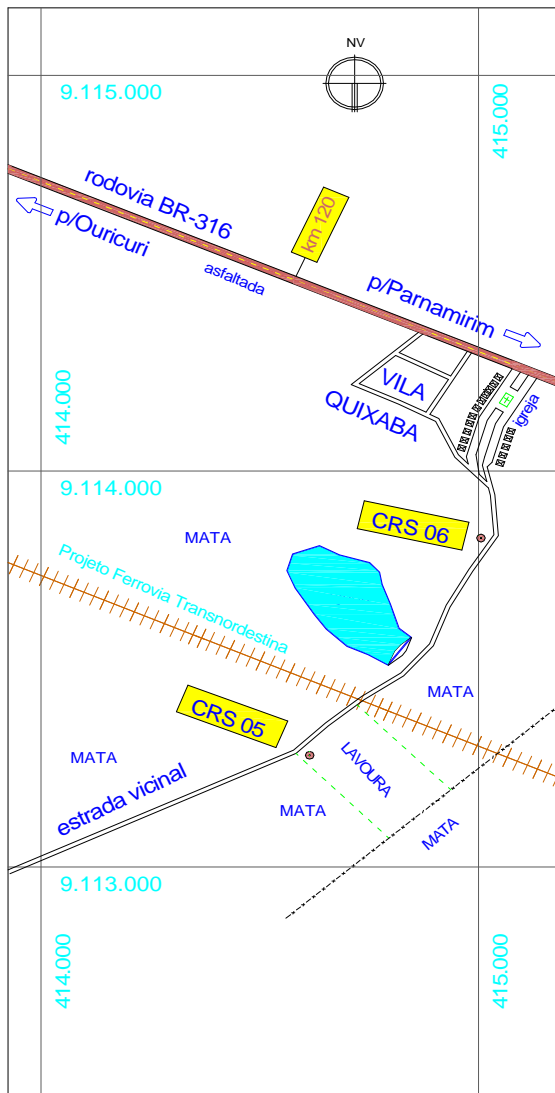 NV
9.115.000
415.000
rodovia BR-316
km 120
p/Ouricuri
asfaltada
p/Parnamirim
VILA
QUIXABA
igreja
414.000
9.114.000
CRS 06
MATA
Projeto Ferrovia Transnordestina
MATA
CRS 05
LAVOURA
MATA
estrada vicinal
MATA
MATA
9.113.000
414.000
415.000